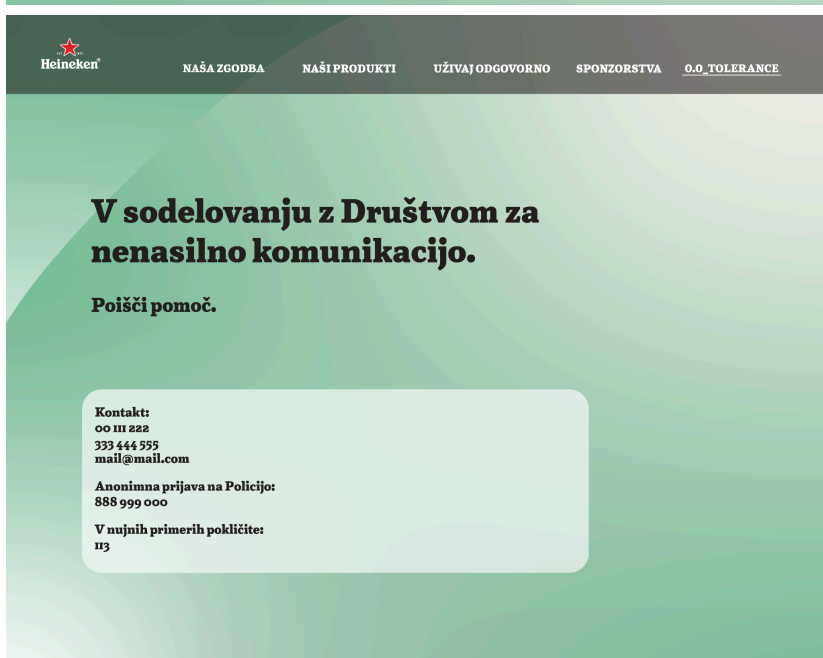 Heineken®
NAŠA ZGODBA
NAŠI PRODUKTI
UŽIVAJ ODGOVORNO
SPONZORSTVA
0.0_TOLERANCE
V sodelovanju z Društvom za
nenasilno komunikacijo.
Poišči pomoč.
Kontakt:
00 111 222
333 444 555
mail@mail.com
Anonimna prijava na Policijo:
888 999 000
V nujnih primerih pokličite:
113